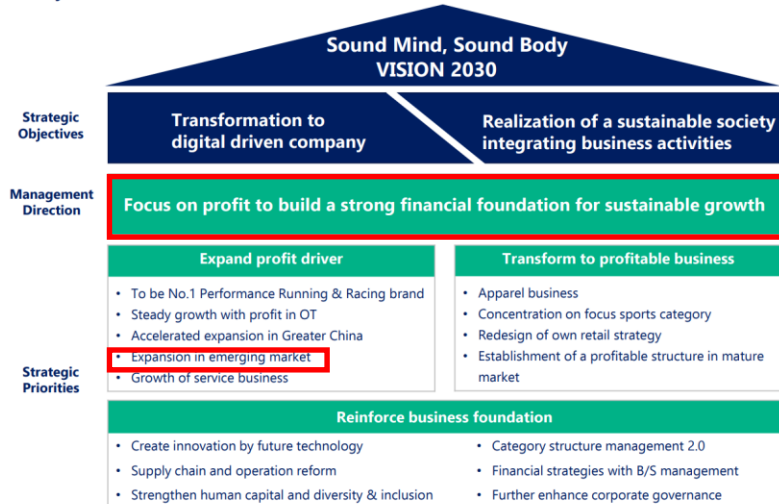 Sound Mind, Sound Body
VISION 2030
Strategic
Objectives
Transformation to
digital driven company
Realization of a sustainable society
integrating business activities
Management
Direction
Focus on profit to build a strong financial foundation for sustainable growth
Strategic
Priorities
Expand profit driver
• To be No.1 Performance Running & Racing brand
• Steady growth with profit in OT
• Accelerated expansion in Greater China
• Expansion in emerging market
• Growth of service business
Transform to profitable business
• Apparel business
• Concentration on focus sports category
• Redesign of own retail strategy
• Establishment of a profitable structure in mature
market
Reinforce business foundation
• Create innovation by future technology
• Supply chain and operation reform
• Strengthen human capital and diversity & inclusion
• Category structure management 2.0
• Financial strategies with B/S management
• Further enhance corporate governance